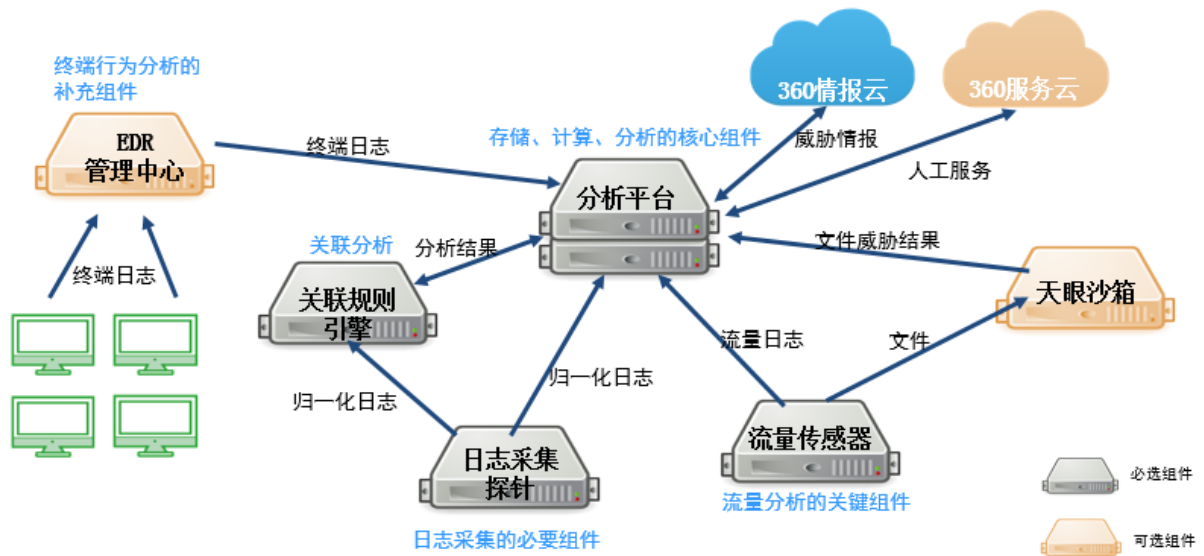 终端行为分析的
补充组件
EDR
管理中心
终端日志
终端日志
存储、计算、分析的核心组件
分析平台
360情报云
360服务云
威胁情报
人工服务
关联分析
分析结果
关联规则
引擎
文件威胁结果
天眼沙箱
流量日志
文件
归一化日志
归一化日志
日志采集
探针
日志采集的必要组件
流量传感器
流量分析的关键组件
必选组件
可选组件